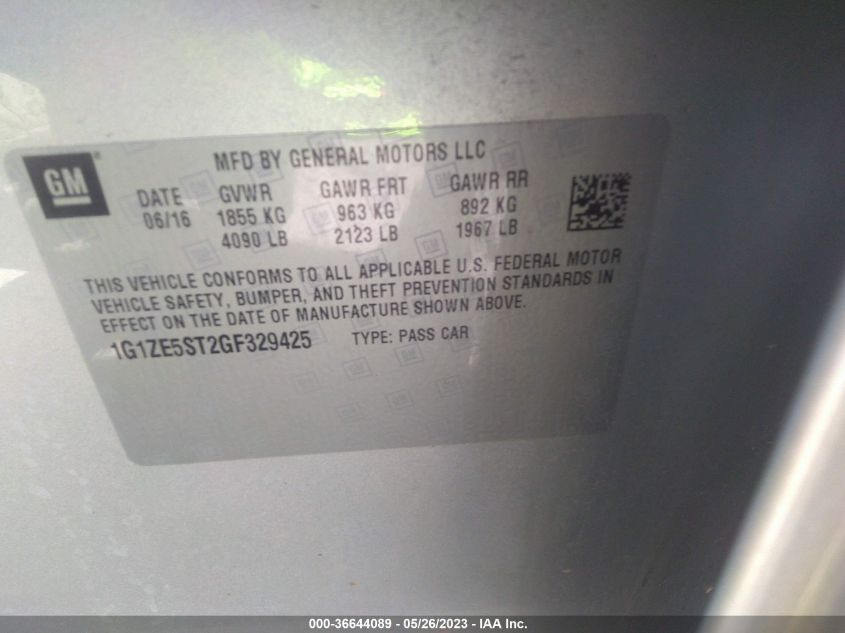 GM
MFD BY GENERAL MOTORS LLC
DATE GVWR GAWR FRT GAWR RR
06/16 1855 KG 963 KG 892 KG
4090 LB 2123 LB 1967 LB
THIS VEHICLE CONFORMS TO ALL APPLICABLE U.S. FEDERAL MOTOR
VEHICLE SAFETY, BUMPER, AND THEFT PREVENTION STANDARDS IN
EFFECT ON THE DATE OF MANUFACTURE SHOWN ABOVE.
1G1ZE5ST2GF329425 TYPE: PASS CAR
000-36644089 - 05/26/2023 - IAA Inc.